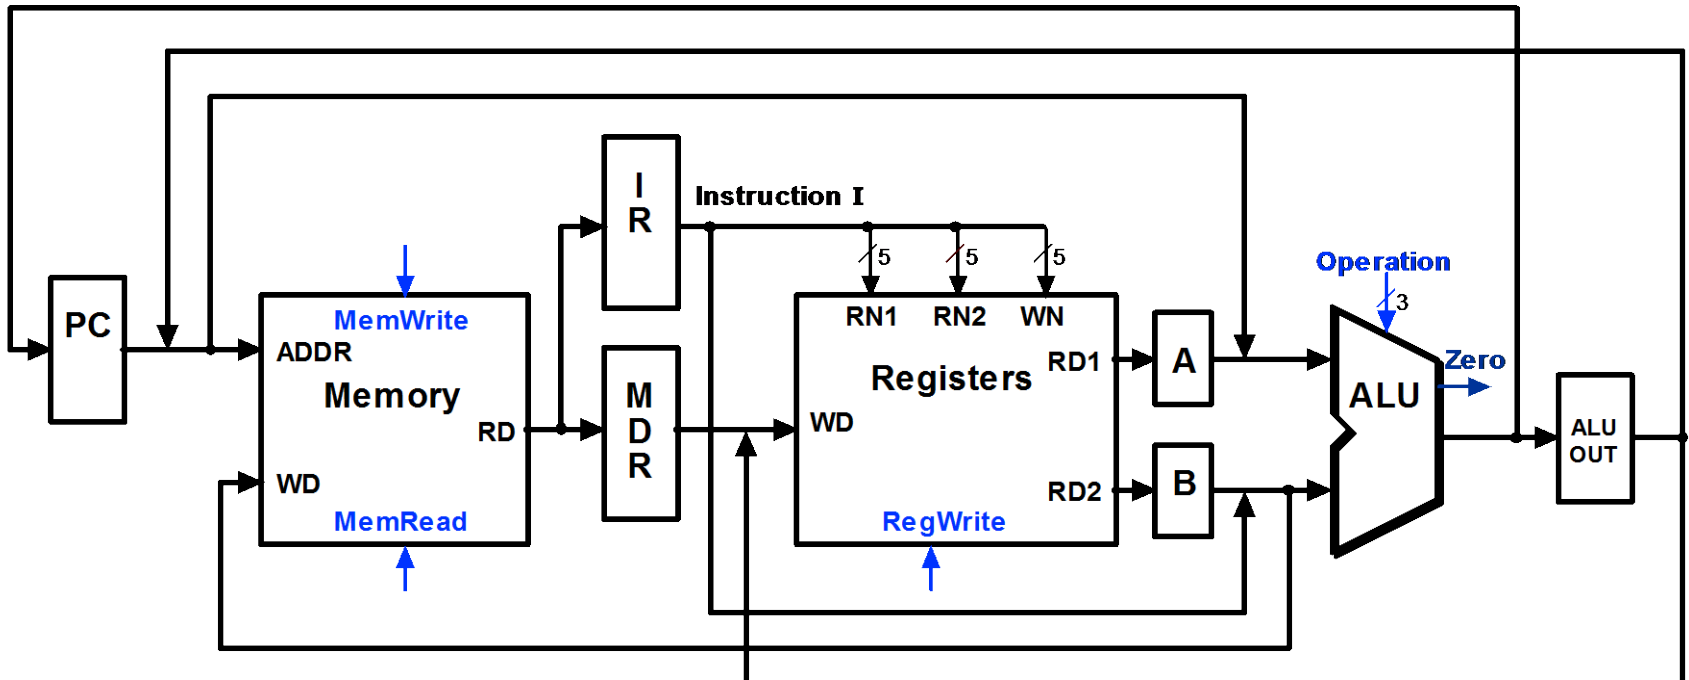 I
R
Instruction I
5
5
5
Operation
3
PC
MemWrite
ADDR
Memory
RD
WD
MemRead
M
D
R
RN1
RN2
WN
RD1
Registers
WD
RD2
RegWrite
A
B
ALU
Zero
ALU
OUT